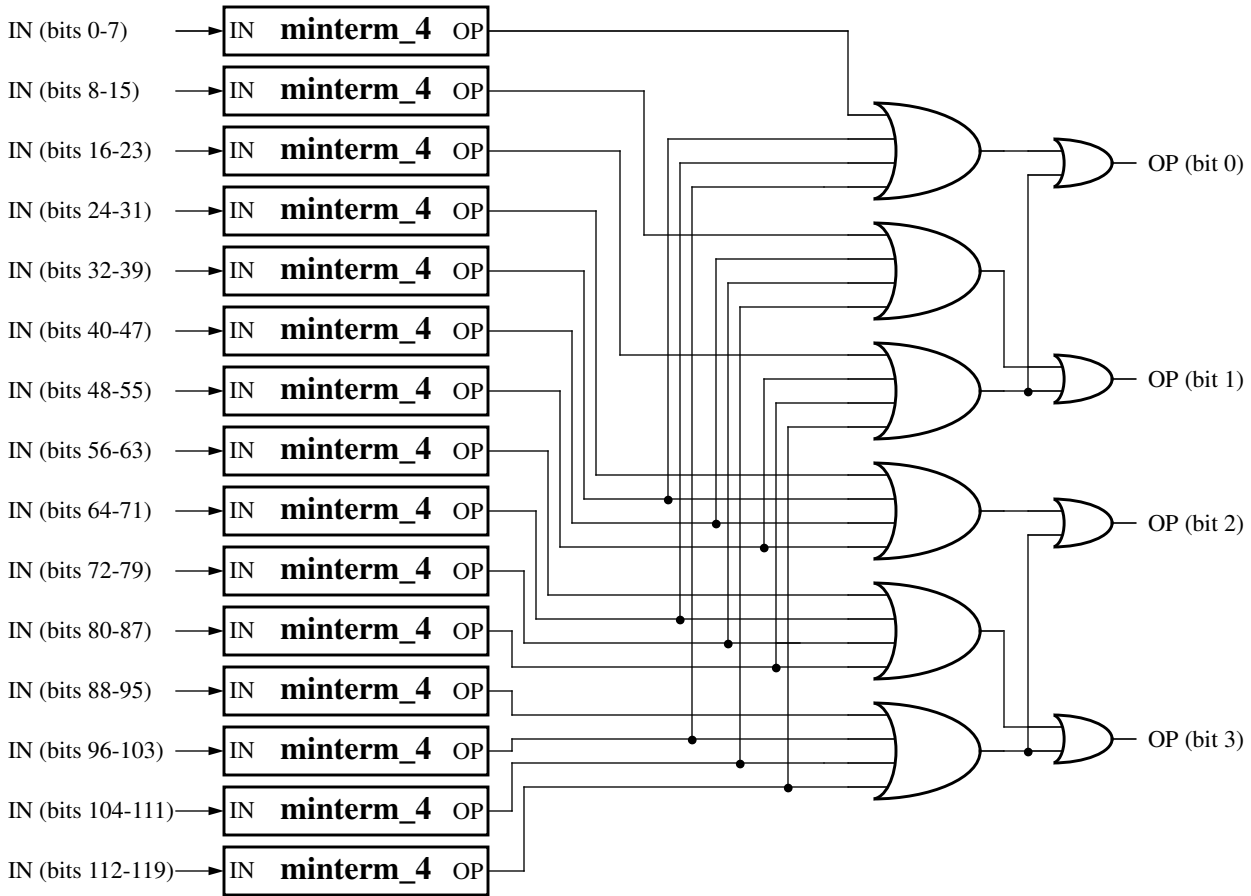 IN (bits 0-7) IN minterm_4 OP
IN (bits 8-15) IN minterm_4 OP
IN (bits 16-23) IN minterm_4 OP
OP (bit 0)
IN (bits 24-31) IN minterm_4 OP
IN (bits 32-39) IN minterm_4 OP
IN (bits 40-47) IN minterm_4 OP
OP (bit 1)
IN (bits 48-55) IN minterm_4 OP
IN (bits 56-63) IN minterm_4 OP
IN (bits 64-71) IN minterm_4 OP
OP (bit 2)
IN (bits 72-79) IN minterm_4 OP
IN (bits 80-87) IN minterm_4 OP
IN (bits 88-95) IN minterm_4 OP
OP (bit 3)
IN (bits 96-103) IN minterm_4 OP
IN (bits 104-111) IN minterm_4 OP
IN (bits 112-119) IN minterm_4 OP